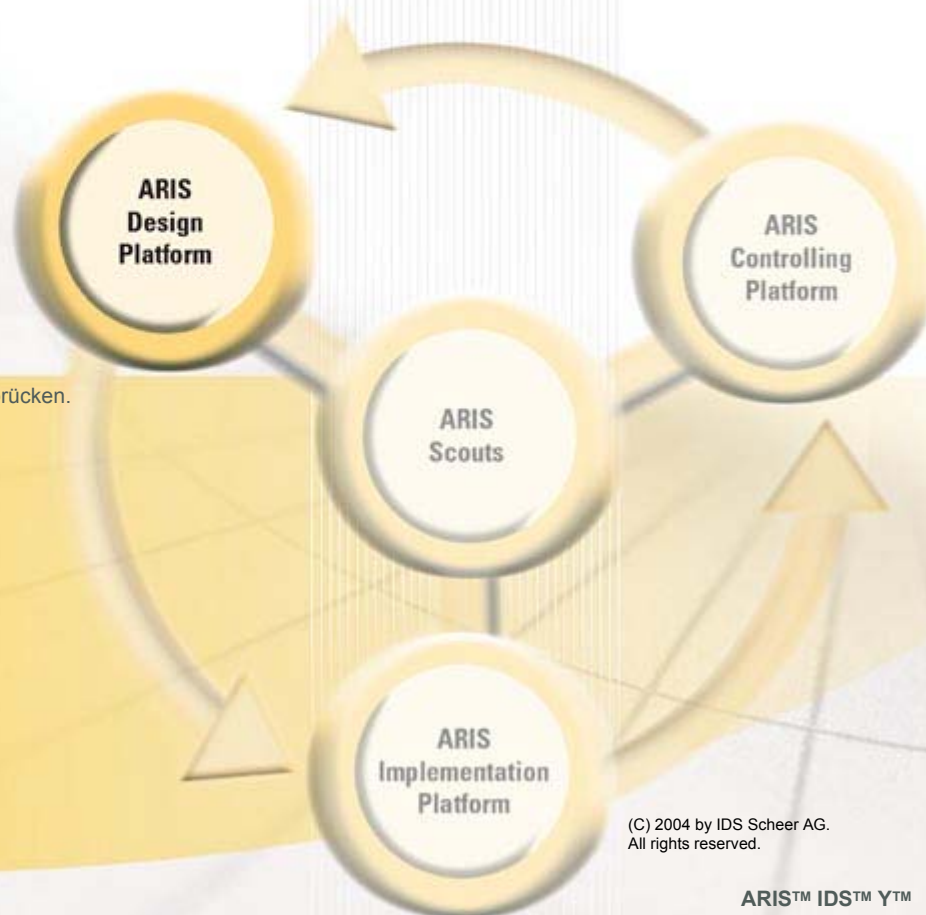 ARIS
Design
Platform
ARIS
Controlling
Platform
rücken.
ARIS
Scouts
ARIS
Implementation
Platform
(C) 2004 by IDS Scheer AG.
All rights reserved.
ARIS™ IDS™ Y™